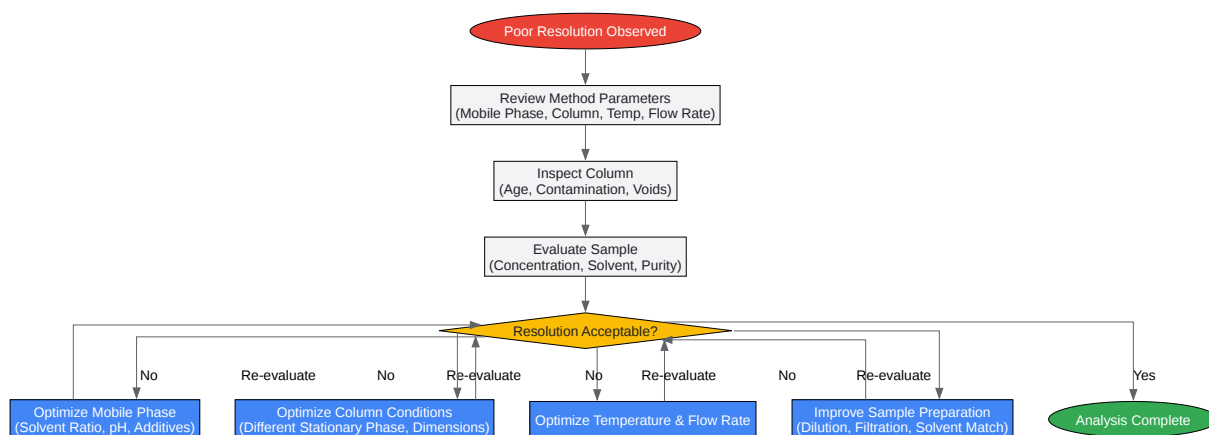 Poor Resolution Observed
Review Method Parameters
(Mobile Phase, Column, Temp, Flow Rate)
Inspect Column
(Age, Contamination, Voids)
Evaluate Sample
(Concentration, Solvent, Purity)
Resolution Acceptable?
No
Re-evaluate
No
Re-evaluate
No
Re-evaluate
No
Re-evaluate
Yes
Optimize Mobile Phase
(Solvent Ratio, pH, Additives)
Optimize Column Conditions
(Different Stationary Phase, Dimensions)
Optimize Temperature & Flow Rate
Improve Sample Preparation
(Dilution, Filtration, Solvent Match)
Analysis Complete